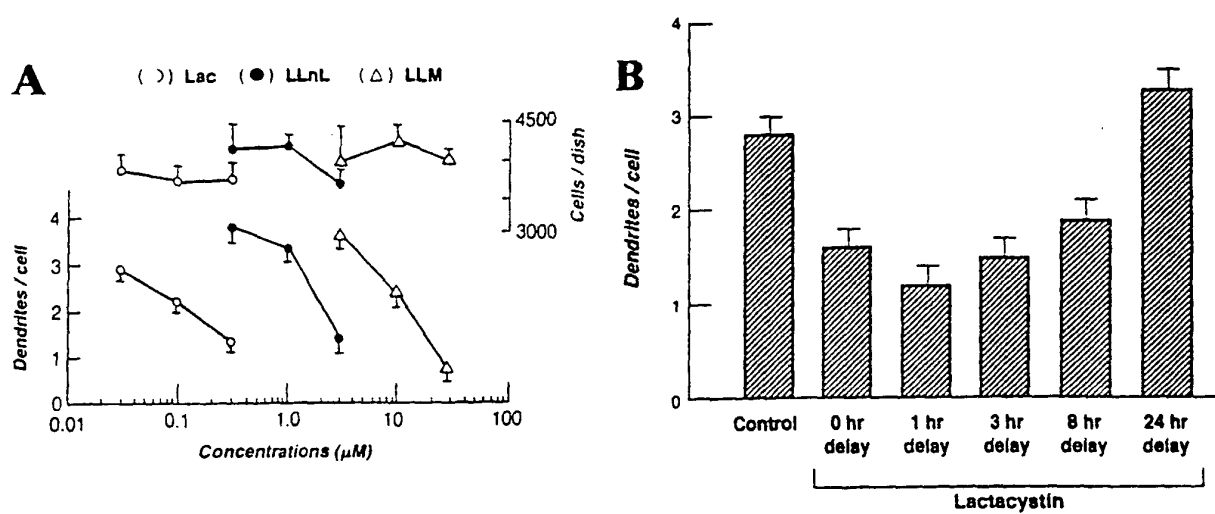 A
( ) Lac (●) LLnL (△) LLM
4500
3000
Cells / dish
4
3
2
1
0
Dendrites / cell
0.01 0.1 1.0 10 100
Concentrations (μM)
B
4
3
2
1
0
Dendrites / cell
Control 0 hr delay 1 hr delay 3 hr delay 8 hr delay 24 hr delay
Lactacystin